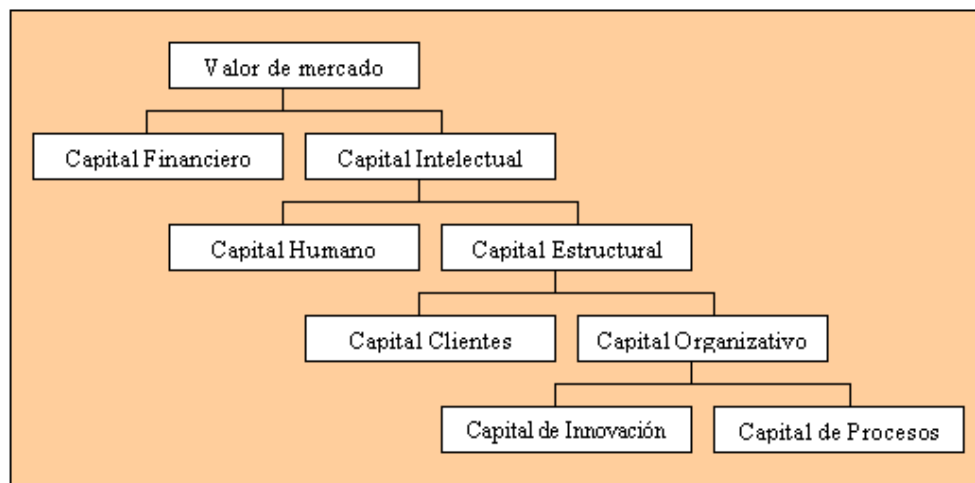 Valor de mercado
Capital Financiero
Capital Intelectual
Capital Humano
Capital Estructural
Capital Clientes
Capital Organizativo
Capital de Innovación
Capital de Procesos